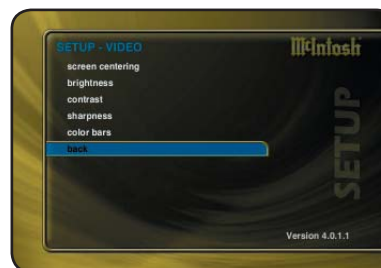 SETUP - VIDEO
McIntosh
screen centering
brightness
contrast
sharpness
color bars
back
SETUP
Version 4.0.1.1